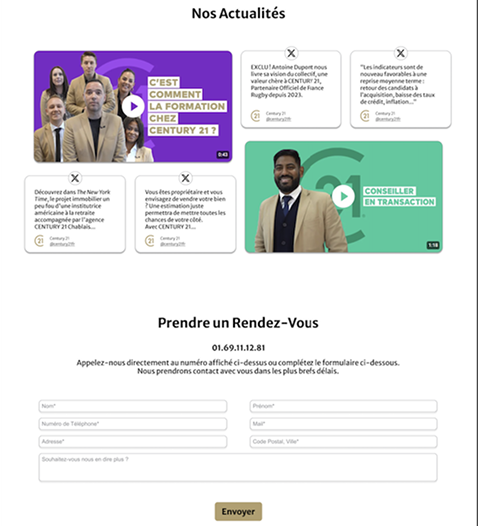 Nos Actualités
C'EST
COMMENT
LA FORMATION
CHEZ
CENTURY 21 ?
0:43
EXCLU ! Antoine Dupont nous
livre sa vision du collectif, une
valeur chère à CENTURY 21,
Partenaire Officiel de France
Rugby depuis 2023.
21
Century 21
@century21fr
"Les indicateurs sont de
nouveau favorables à une
reprise moyenne terme :
retour des candidats à
l'acquisition, baisse des taux
de crédit, inflation..."
21
Century 21
@century21fr
Découvrez dans The New York
Time, le projet immobilier un
peu fou d'une institutrice
américaine à la retraite
accompagnée par l'agence
CENTURY 21 Chablais...
21
Century 21
@century21fr
Vous êtes propriétaire et vous
envisagez de vendre votre bien
? Une estimation juste
permettra de mettre toutes les
chances de votre côté.
Avec CENTURY 21...
21
Century 21
@century21fr
CONSEILLER
EN TRANSACTION
1:18
Prendre un Rendez-Vous
01.69.11.12.81
Appelez-nous directement au numéro affiché ci-dessus ou complétez le formulaire ci-dessous.
Nous prendrons contact avec vous dans les plus brefs délais.
Nom*
Prénom*
Numéro de Téléphone*
Mail*
Adresse*
Code Postal, Ville*
Souhaitez-vous nous en dire plus ?
Envoyer